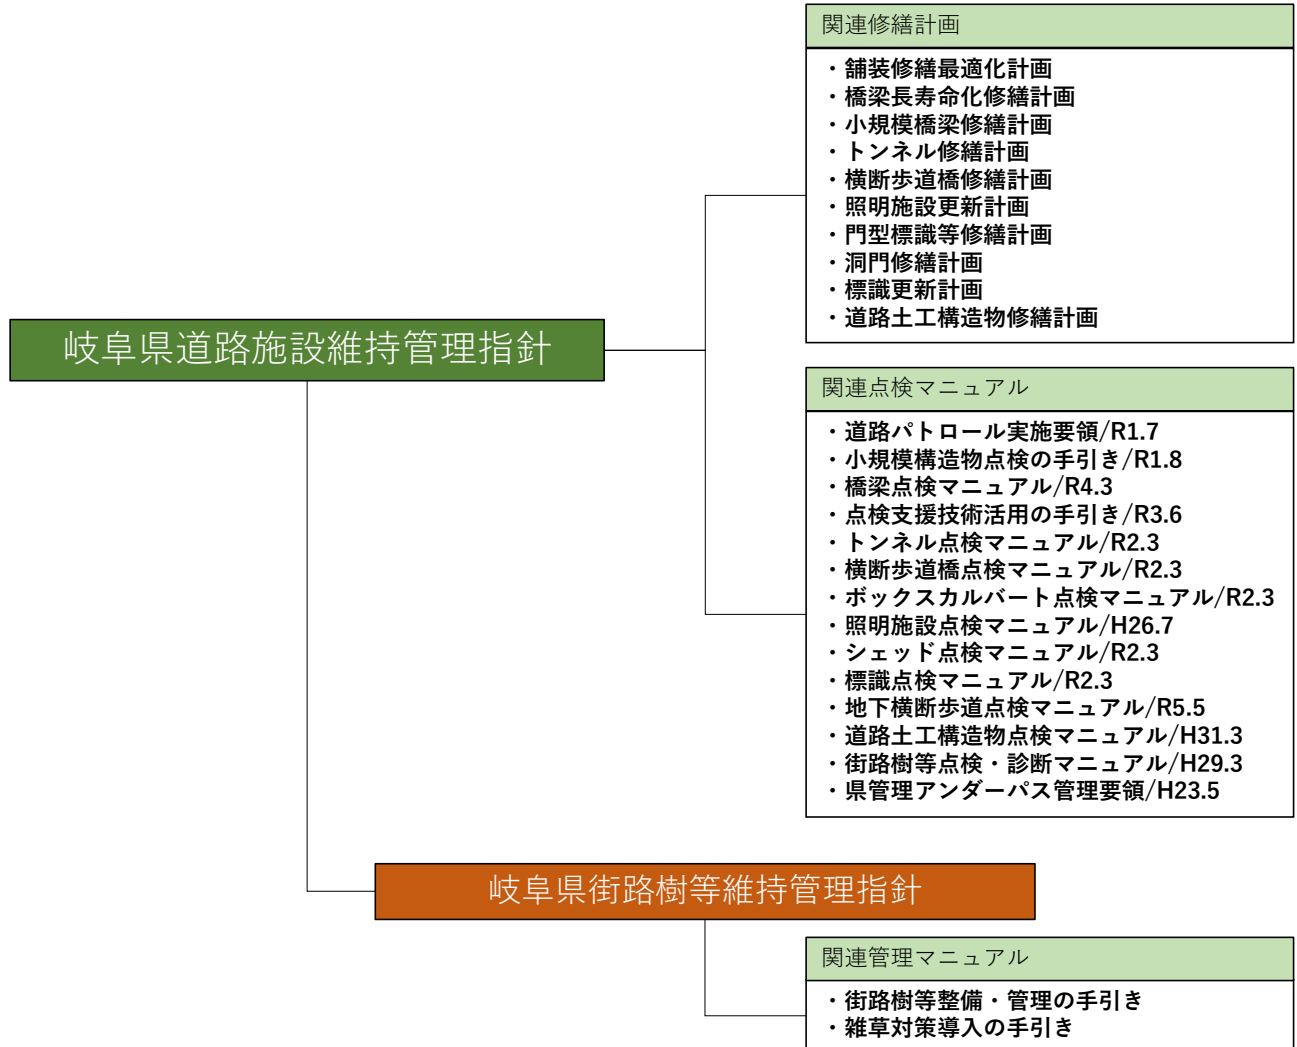 関連修繕計画
・舗装修繕最適化計画
・橋梁長寿命化修繕計画
・小規模橋梁修繕計画
・トンネル修繕計画
・横断歩道橋修繕計画
・照明施設更新計画
・門型標識等修繕計画
・洞門修繕計画
・標識更新計画
・道路土工構造物修繕計画
岐阜県道路施設維持管理指針
関連点検マニュアル
・道路パトロール実施要領/R1.7
・小規模構造物点検の手引き/R1.8
・橋梁点検マニュアル/R4.3
・点検支援技術活用の手引き/R3.6
・トンネル点検マニュアル/R2.3
・横断歩道橋点検マニュアル/R2.3
・ボックスカルバート点検マニュアル/R2.3
・照明施設点検マニュアル/H26.7
・シェッド点検マニュアル/R2.3
・標識点検マニュアル/R2.3
・地下横断歩道点検マニュアル/R5.5
・道路土工構造物点検マニュアル/H31.3
・街路樹等点検・診断マニュアル/H29.3
・県管理アンダーパス管理要領/H23.5
岐阜県街路樹等維持管理指針
関連管理マニュアル
・街路樹等整備・管理の手引き
・雑草対策導入の手引き